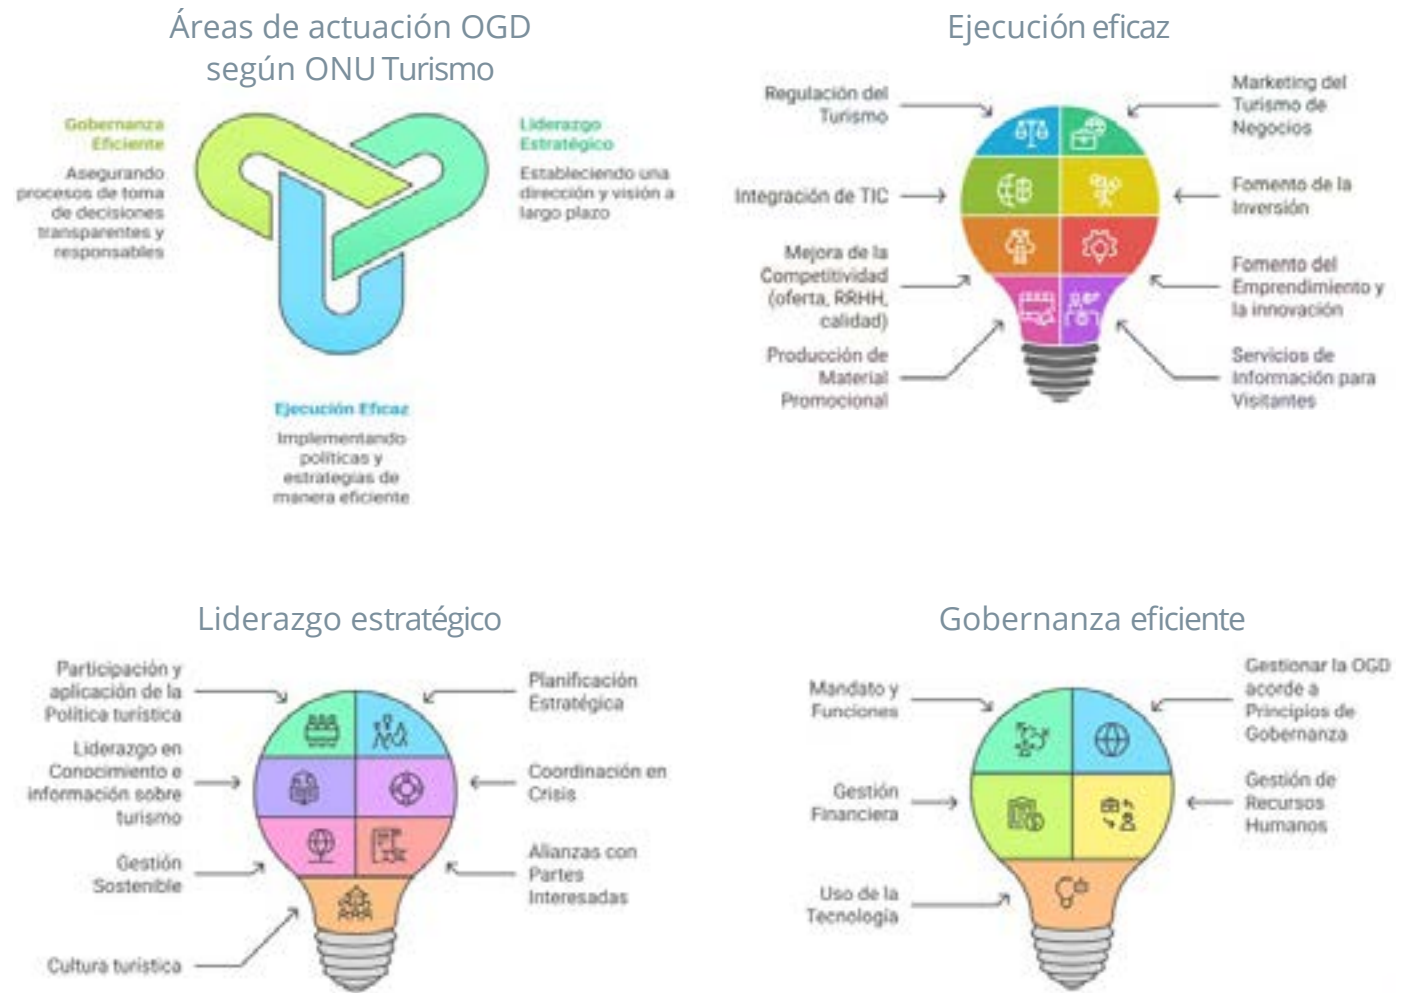 Áreas de actuación OGD
según ONU Turismo
Gobernanza
Eficiente
Asegurando
procesos de toma
de decisiones
transparentes y
responsables
Liderazgo
Estratégico
Estableciendo una
dirección y visión a
largo plazo
Ejecución Eficaz
Implementando
políticas y
estrategias de
manera eficiente
Ejecución eficaz
Regulación del
Turismo
Integración de TIC
Mejora de la
Competitividad
(oferta, RRHH,
calidad)
Producción de
Material
Promocional
Marketing del
Turismo de
Negocios
Fomento de la
Inversión
Fomento del
Emprendimiento y
la innovación
Servicios de
Información para
Visitantes
Liderazgo estratégico
Participación y
aplicación de la
Política turística
Liderazgo en
Conocimiento e
información sobre
turismo
Gestión
Sostenible
Cultura turística
Planificación
Estratégica
Coordinación en
Crisis
Alianzas con
Partes
Interesadas
Gobernanza eficiente
Mandato y
Funciones
Gestión
Financiera
Uso de la
Tecnología
Gestionar la OGD
acorde a
Principios de
Gobernanza
Gestión de
Recursos
Humanos